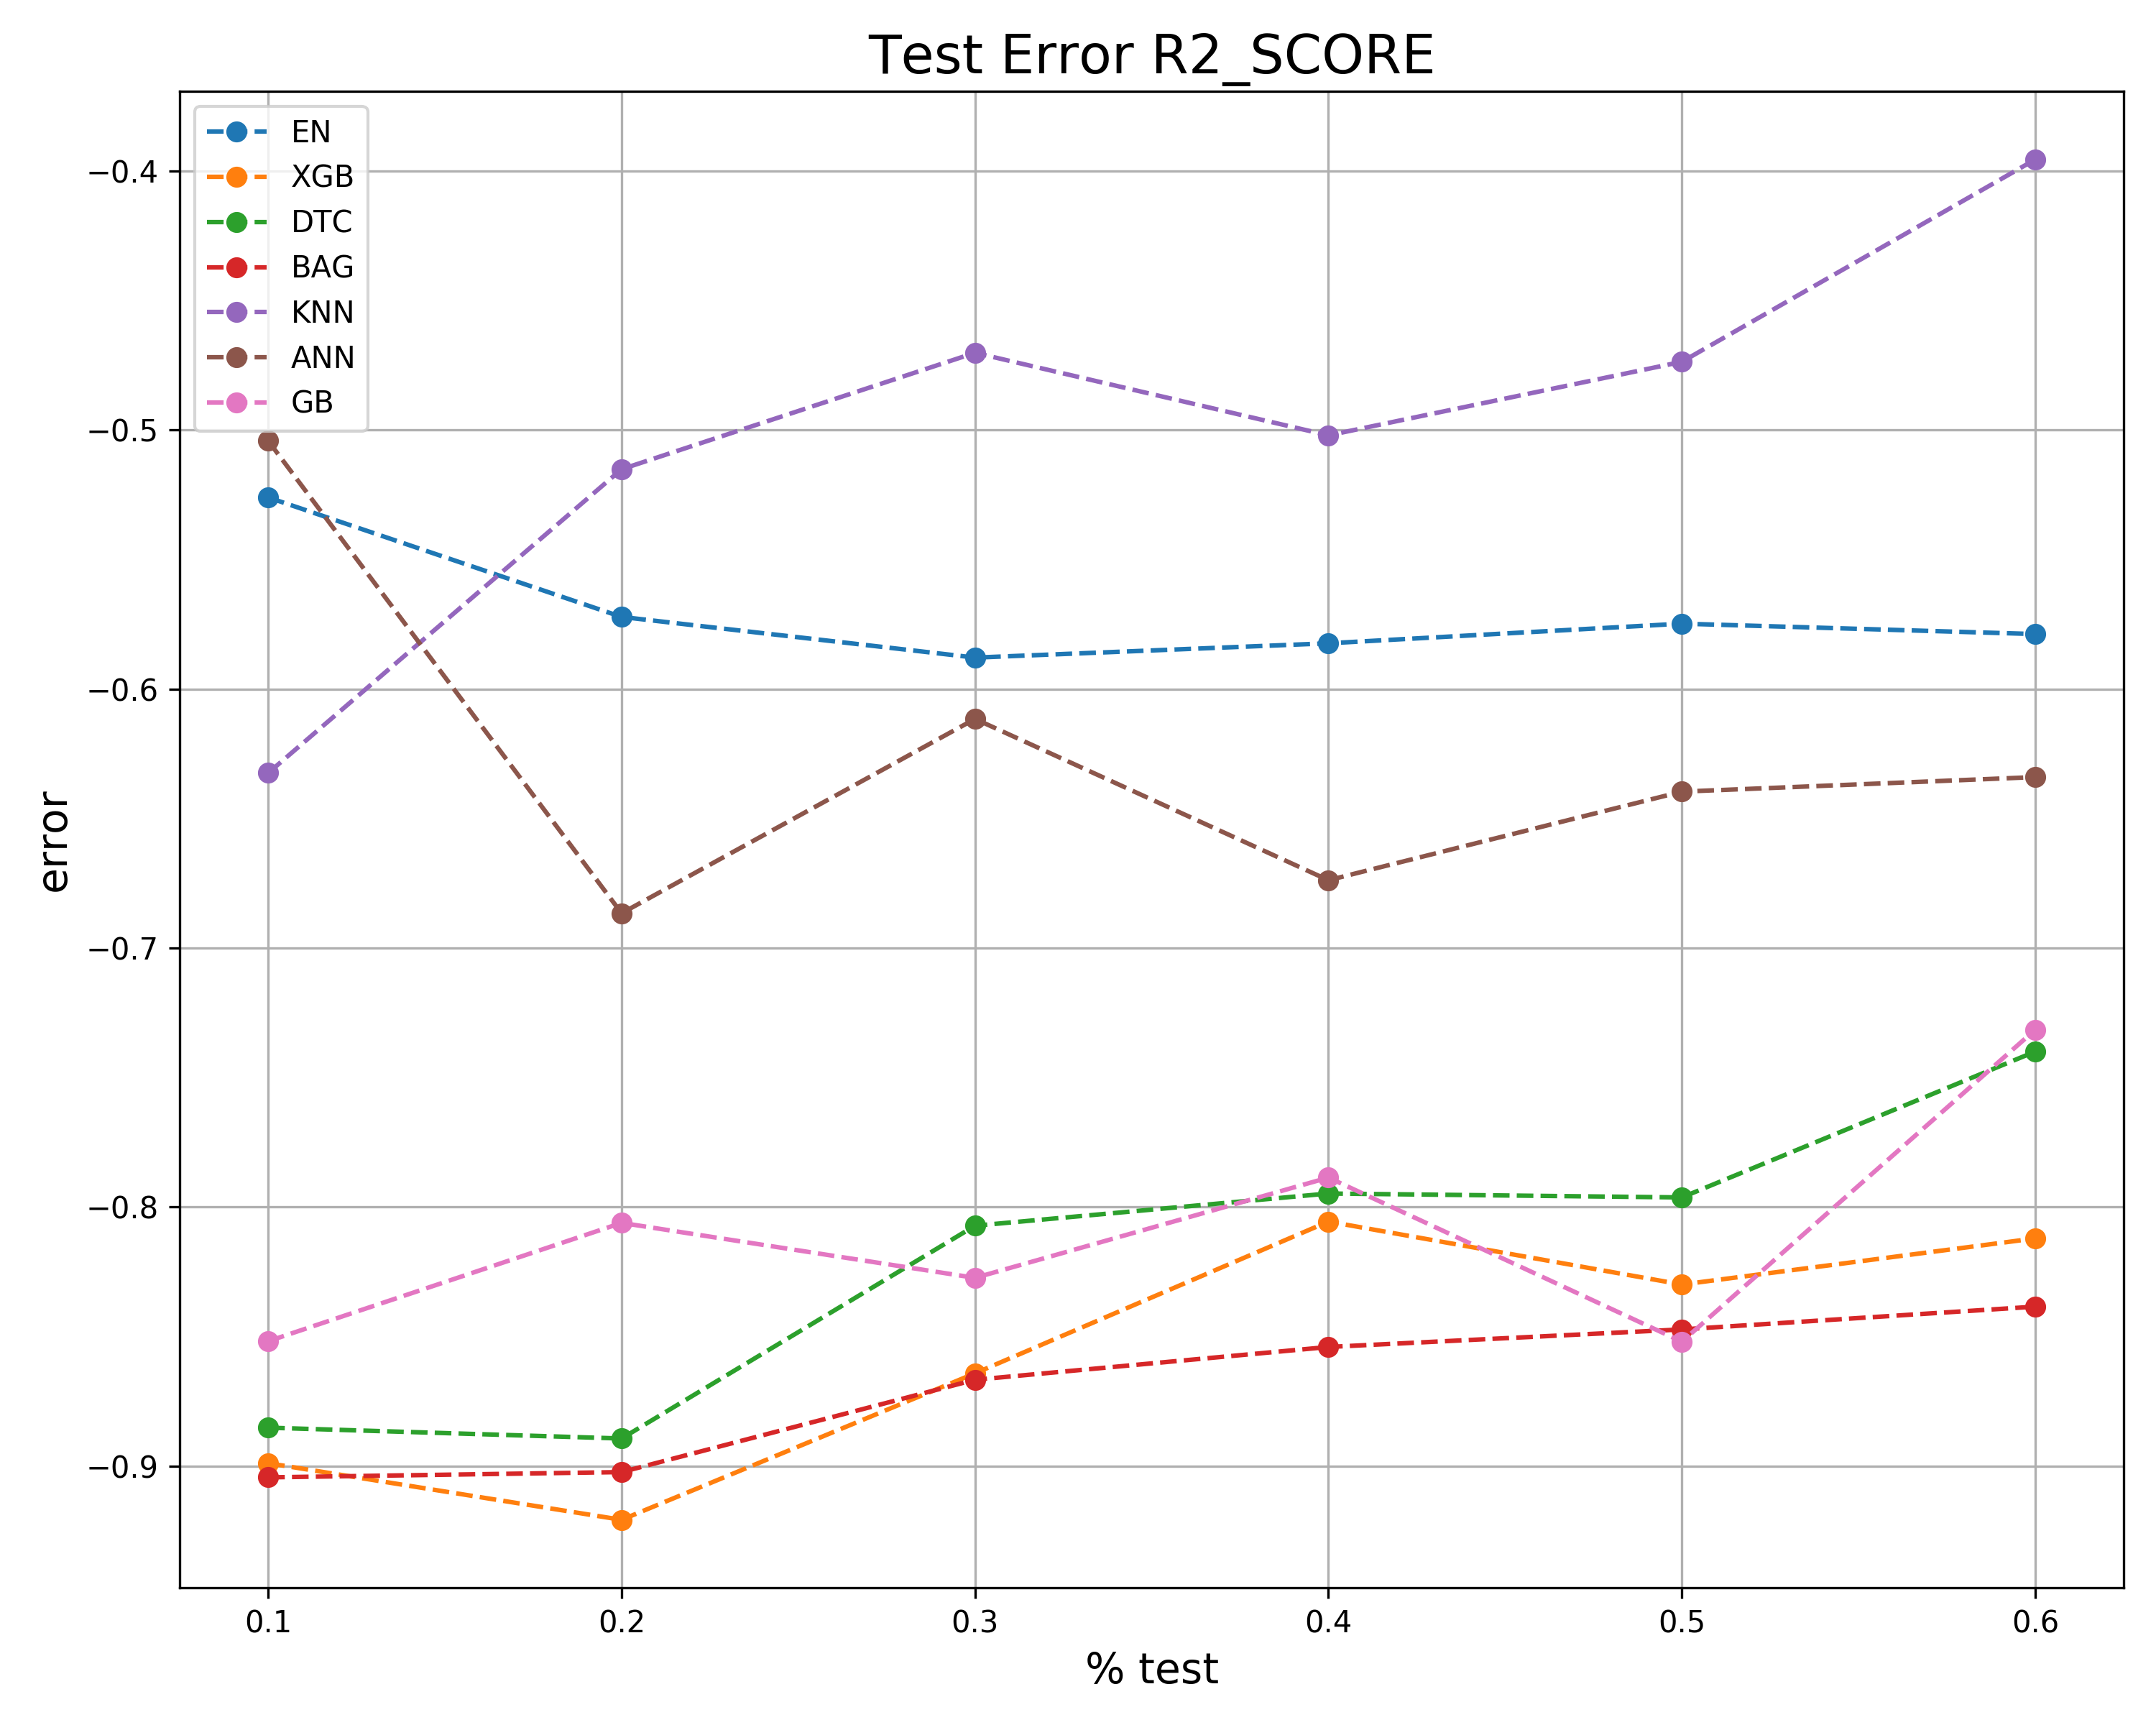 Test Error R2_SCORE
EN
XGB
DTC
BAG
KNN
ANN
GB
−0.4
−0.5
−0.6
−0.7
−0.8
−0.9
error
0.1 0.2 0.3 0.4 0.5 0.6
% test